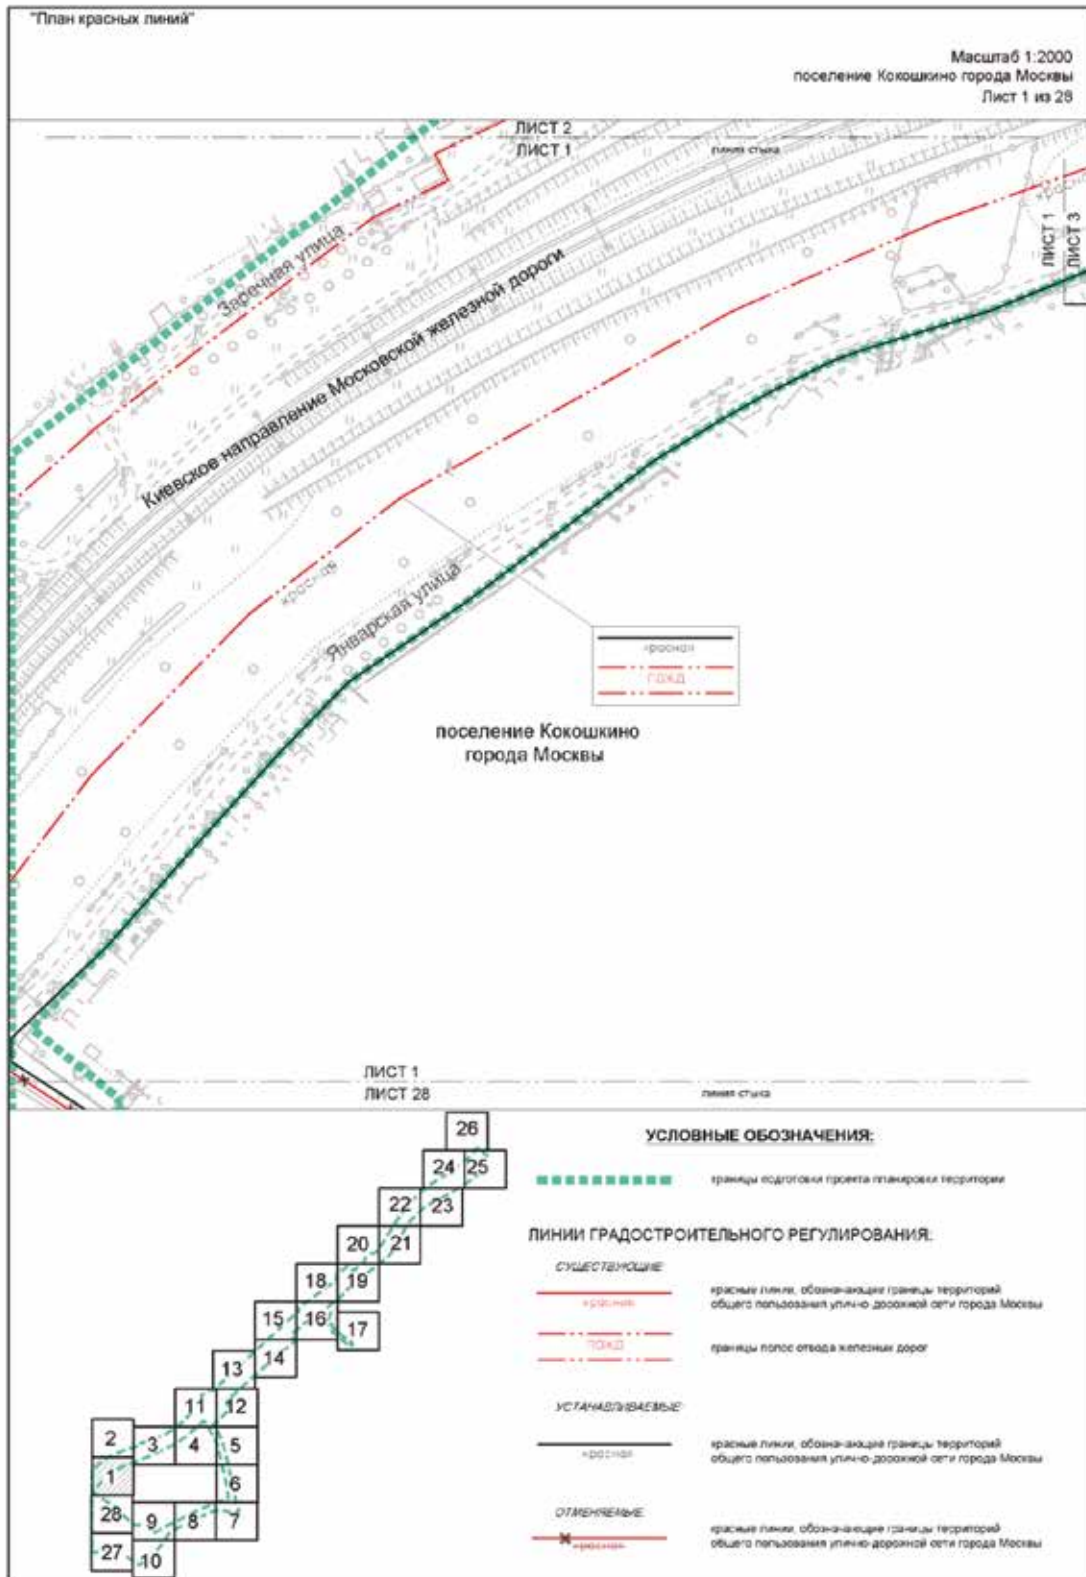 "План красных линий"
Масштаб 1:2000
поселение Кокошкино города Москвы
Лист 1 из 28
ЛИСТ 2
ЛИСТ 1
линия стыка
Заречная улица
Киевское направление Московской железной дороги
ЛИСТ 1
ЛИСТ 3
красная
Январская улица
красная
ПОЖД
поселение Кокошкино
города Москвы
ЛИСТ 1
ЛИСТ 28
линия стыка
26
24 25
22 23
20 21
18 19
15 16 17
13 14
11 12
2 3 4 5
1 6
28 9 8 7
27 10
УСЛОВНЫЕ ОБОЗНАЧЕНИЯ:
границы подготовки проекта планировки территории
ЛИНИИ ГРАДОСТРОИТЕЛЬНОГО РЕГУЛИРОВАНИЯ:
СУЩЕСТВУЮЩИЕ
красная
красные линии, обозначающие границы территорий
общего пользования улично-дорожной сети города Москвы
ПОЖД
границы полос отвода железных дорог
УСТАНАВЛИВАЕМЫЕ
красная
красные линии, обозначающие границы территорий
общего пользования улично-дорожной сети города Москвы
ОТМЕНЯЕМЫЕ
красная
красные линии, обозначающие границы территорий
общего пользования улично-дорожной сети города Москвы